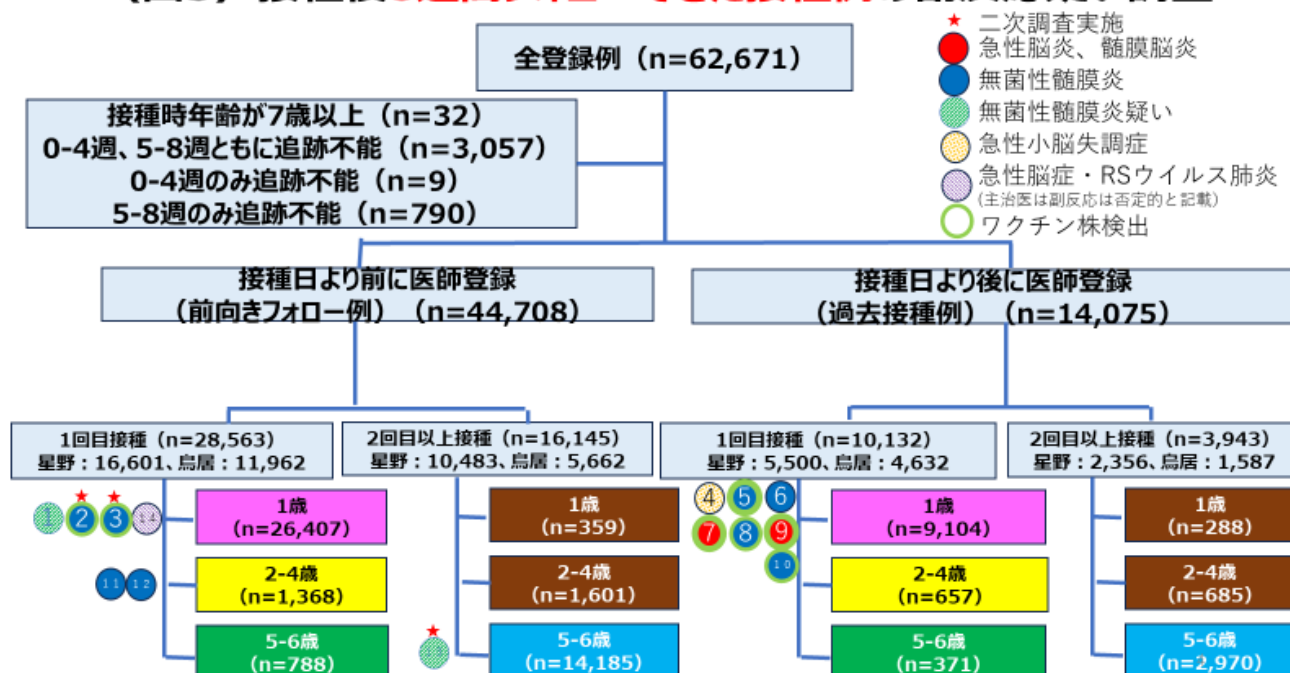 全登録例（n=62,671）
★ 二次調査実施
急性脳炎、髄膜脳炎
無菌性髄膜炎
無菌性髄膜炎疑い
急性小脳失調症
急性脳症・RSウイルス肺炎
(主治医は副反応は否定的と記載)
ワクチン株検出
接種時年齢が7歳以上（n=32）
0-4週、5-8週ともに追跡不能（n=3,057）
0-4週のみ追跡不能（n=9）
5-8週のみ追跡不能（n=790）
接種日より前に医師登録
（前向きフォロー例）（n=44,708）
接種日より後に医師登録
（過去接種例）（n=14,075）
1回目接種（n=28,563）
星野：16,601、鳥居：11,962
2回目以上接種（n=16,145）
星野：10,483、鳥居：5,662
1回目接種（n=10,132）
星野：5,500、鳥居：4,632
2回目以上接種（n=3,943）
星野：2,356、鳥居：1,587
1 2 3 14
1歳
(n=26,407)
1歳
(n=359)
4 5 6
7 8 9
10
1歳
(n=9,104)
1歳
(n=288)
11 12
2-4歳
(n=1,368)
2-4歳
(n=1,601)
2-4歳
(n=657)
2-4歳
(n=685)
5-6歳
(n=788)
5-6歳
(n=14,185)
5-6歳
(n=371)
5-6歳
(n=2,970)